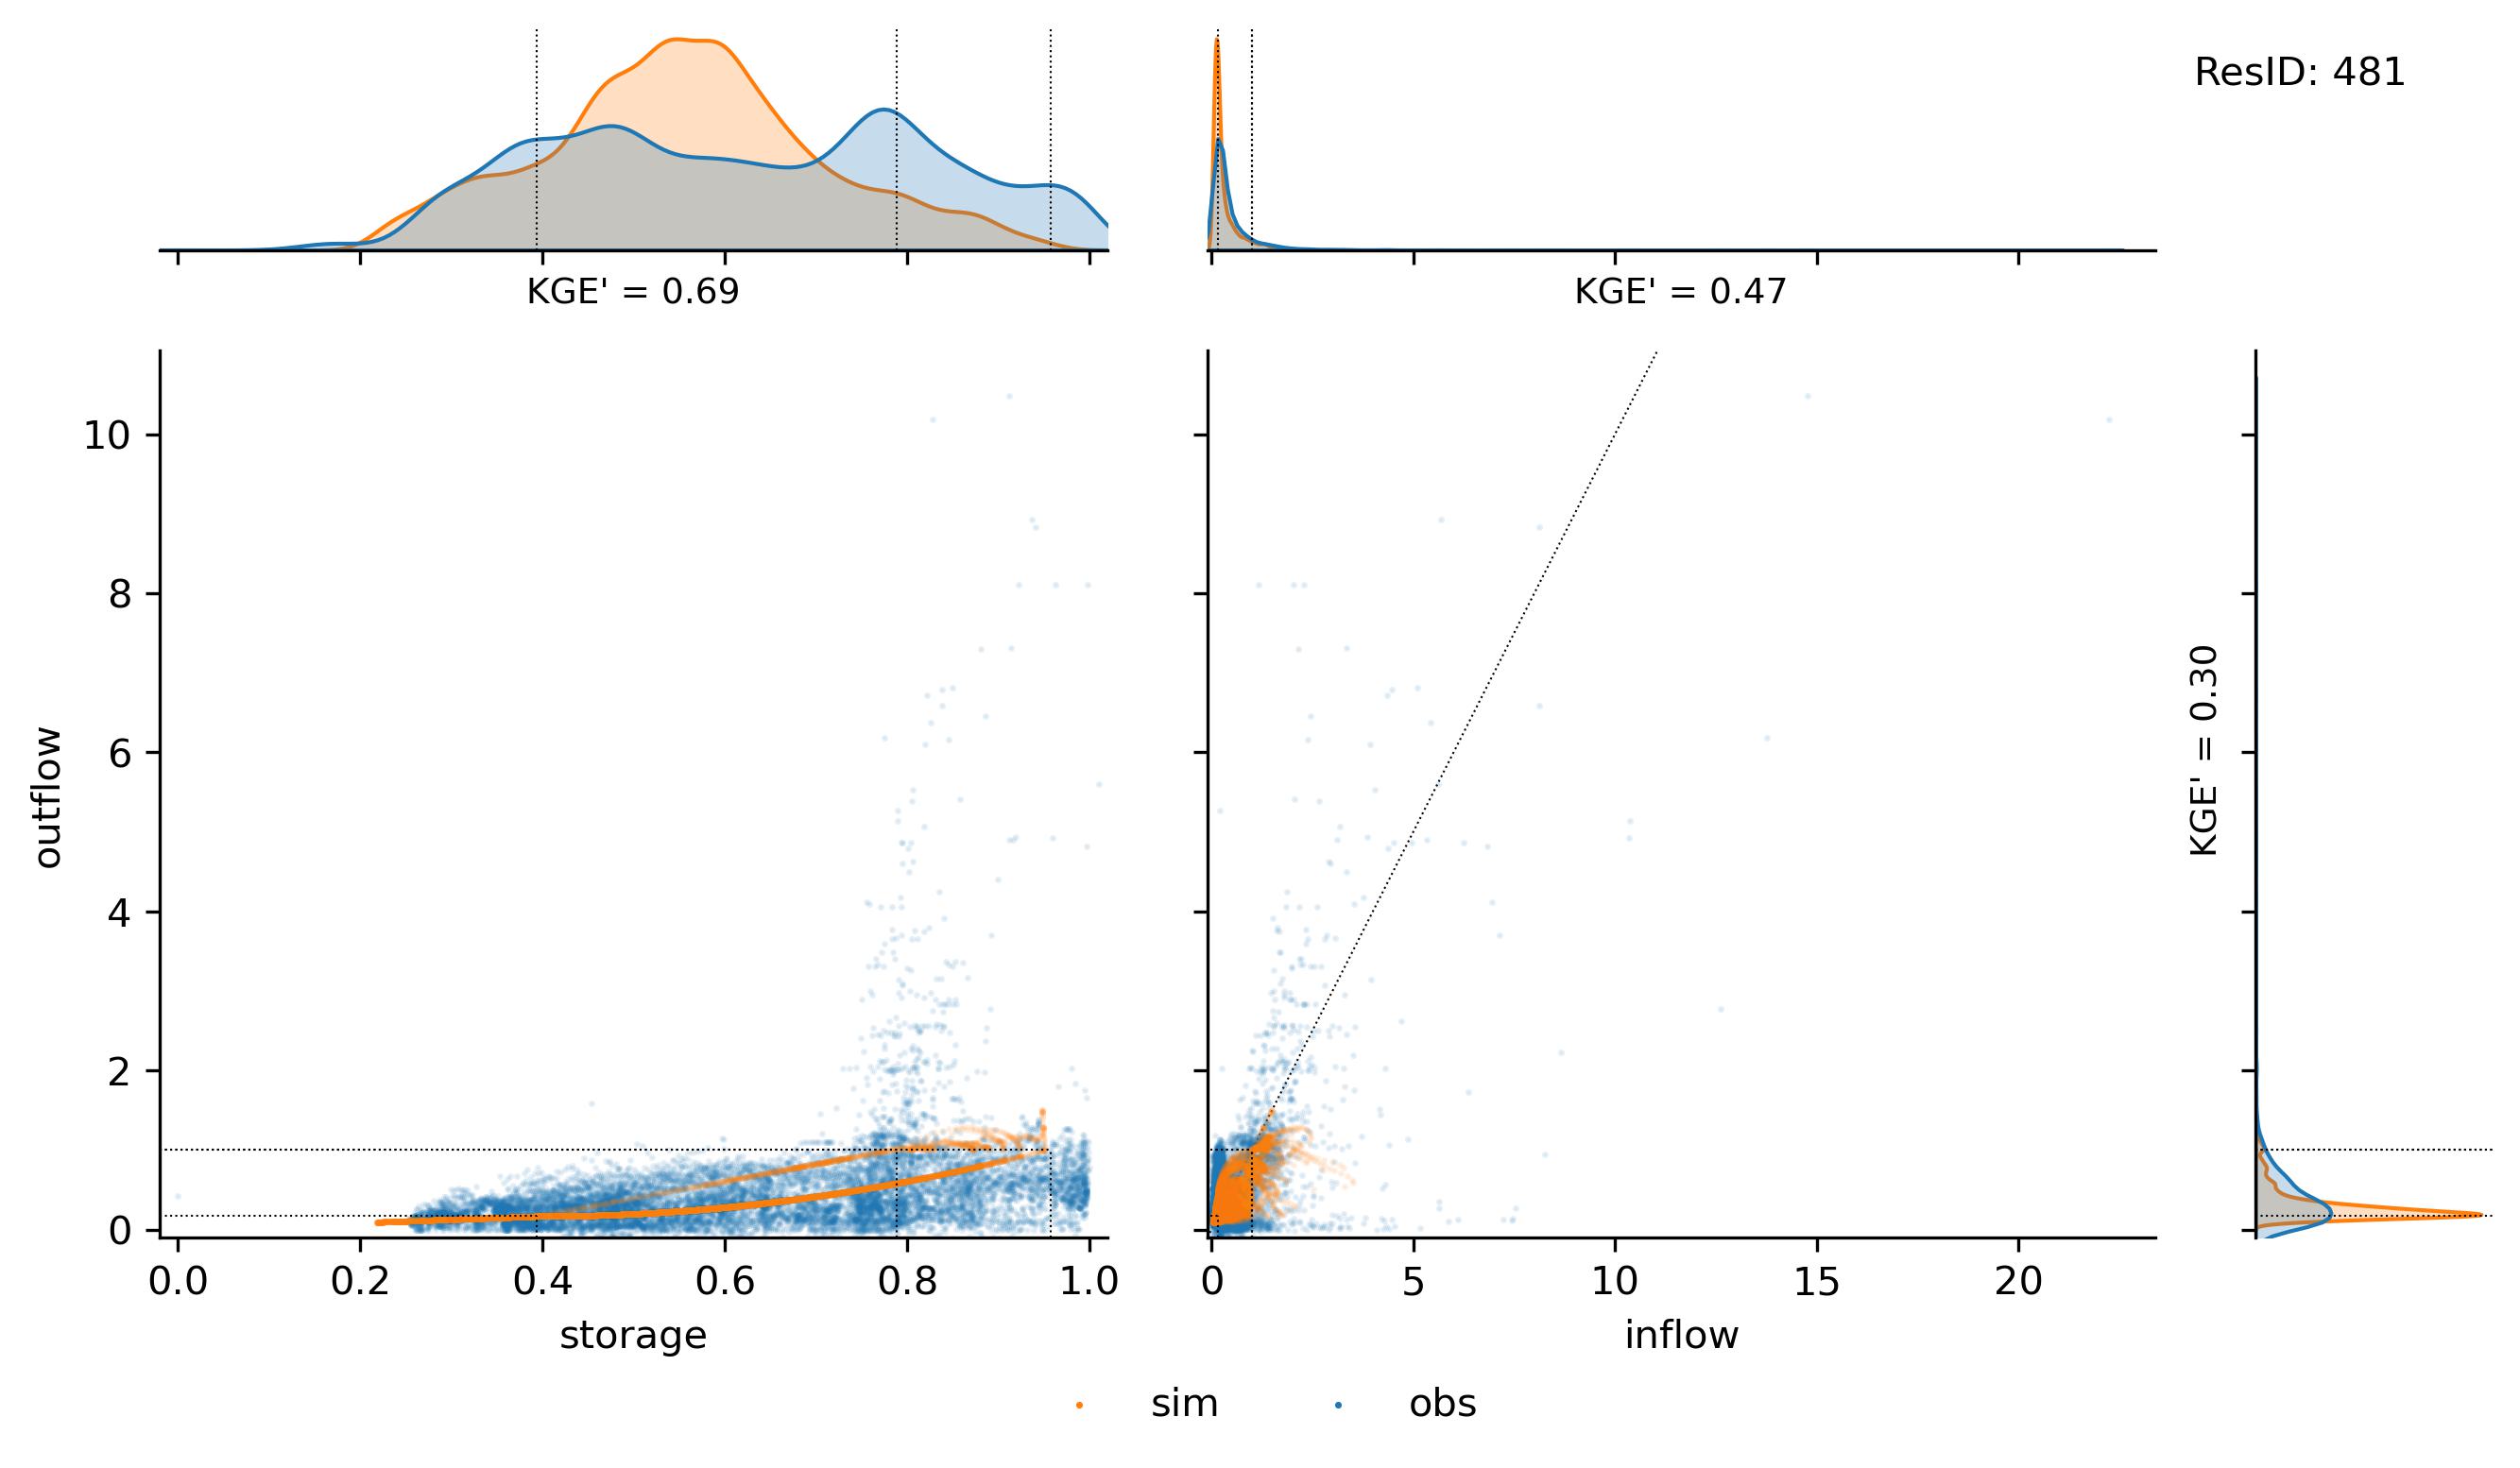 ResID: 481
KGE' = 0.69
KGE' = 0.47
outflow
10
8
6
4
2
0
KGE' = 0.30
0.0 0.2 0.4 0.6 0.8 1.0
0 5 10 15 20
storage
inflow
sim obs